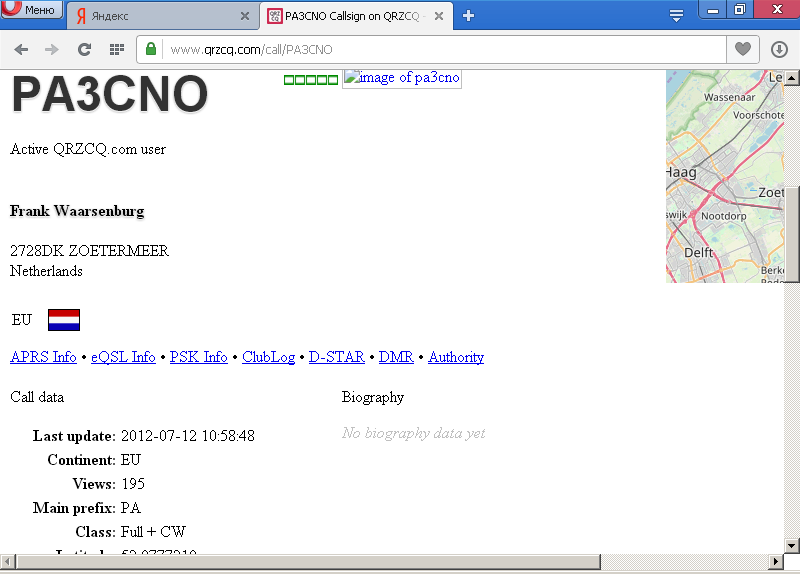 Меню
Яндекс
PA3CNO Callsign on QRZCQ -
www.qrzcq.com/call/PA3CNO
PA3CNO
image of pa3cno
Active QRZCQ.com user
Frank Waarsenburg
2728DK ZOETERMEER
Netherlands
EU
APRS Info • eQSL Info • PSK Info • ClubLog • D-STAR • DMR • Authority
Call data
Last update: 2012-07-12 10:58:48
Continent: EU
Views: 195
Main prefix: PA
Class: Full + CW
Biography
No biography data yet
Le
Wassenaar
Voorschote
Haag
Zoet
swijk
Nootdorp
Delft
Berke
Rode